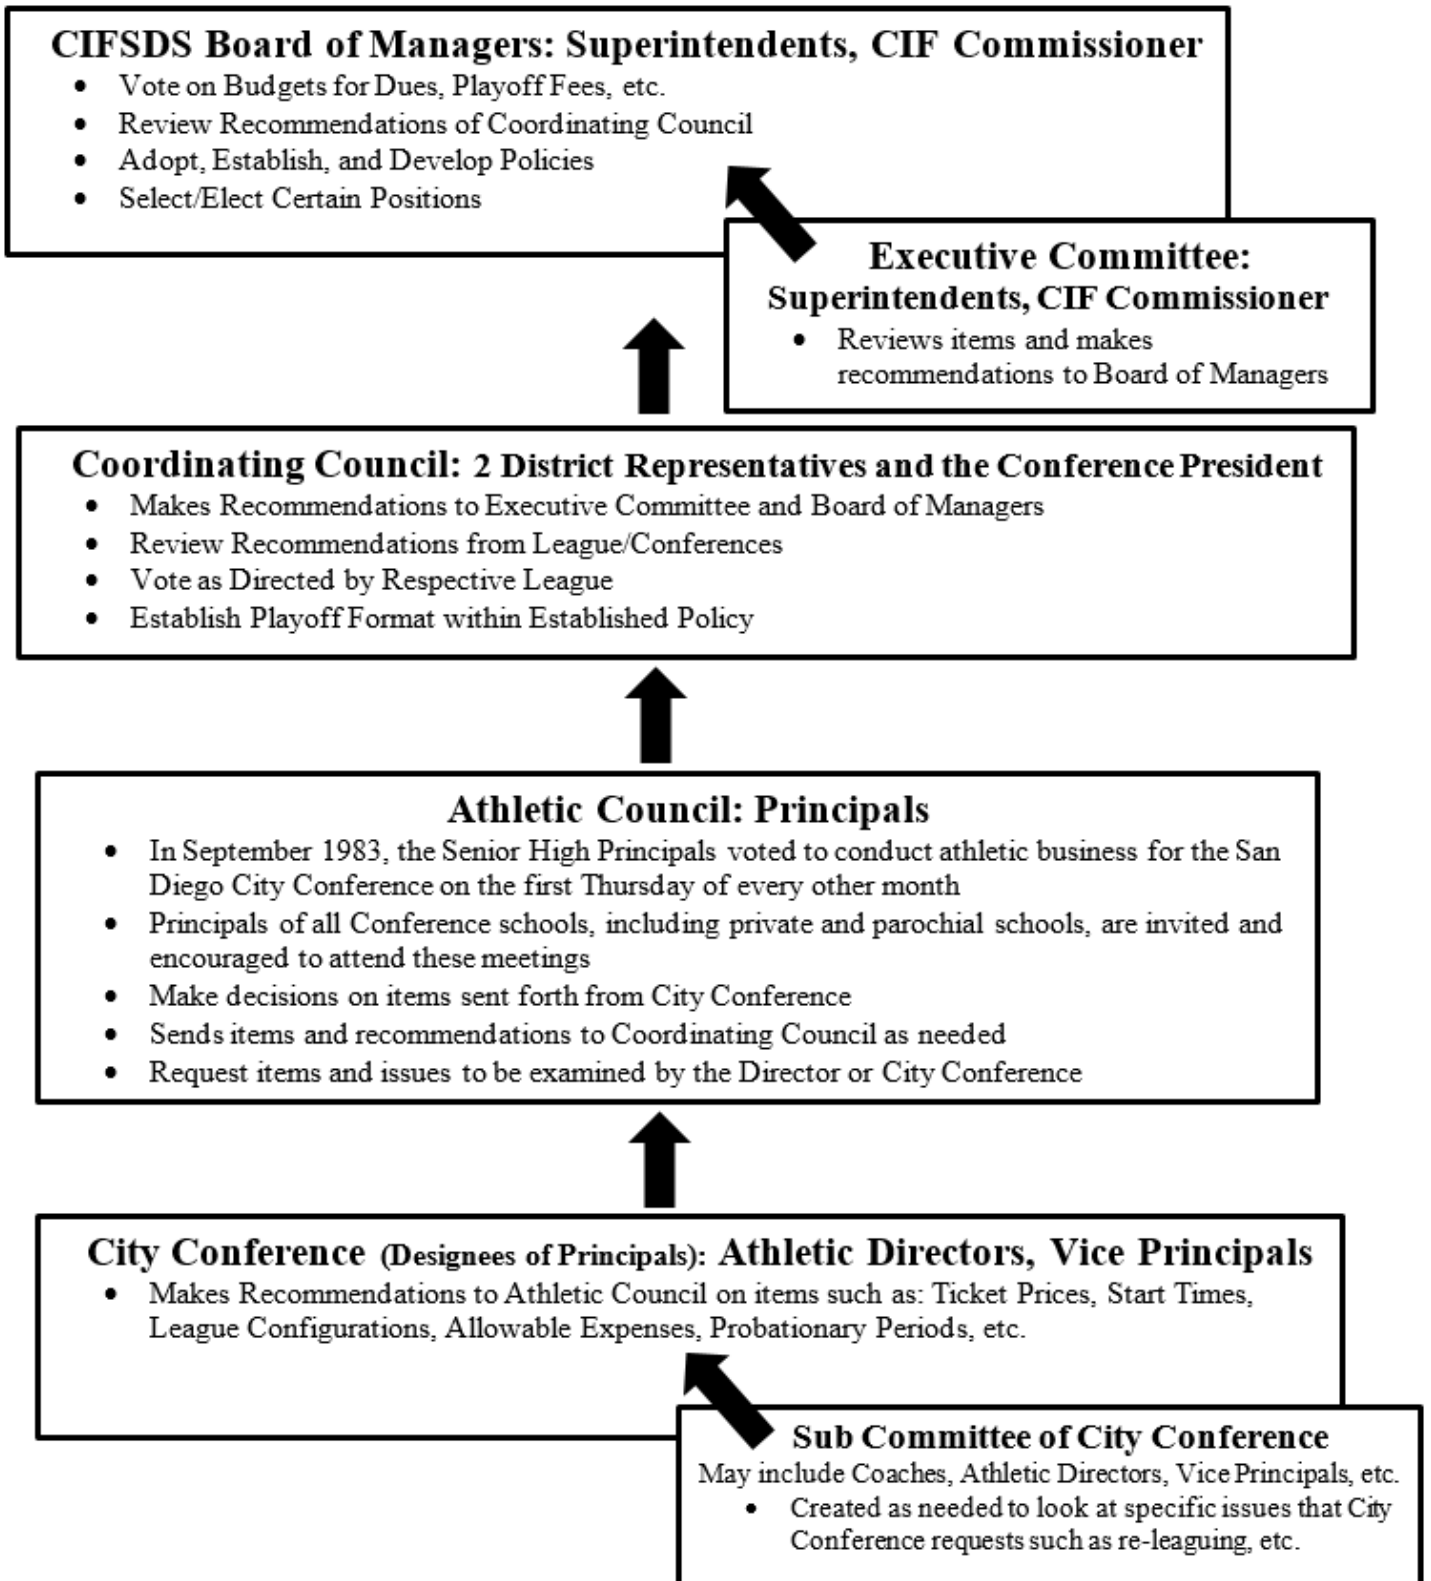 CIFSDS Board of Managers: Superintendents, CIF Commissioner
• Vote on Budgets for Dues, Playoff Fees, etc.
• Review Recommendations of Coordinating Council
• Adopt, Establish, and Develop Policies
• Select/Elect Certain Positions
Executive Committee:
Superintendents, CIF Commissioner
• Reviews items and makes
recommendations to Board of Managers
Coordinating Council: 2 District Representatives and the Conference President
• Makes Recommendations to Executive Committee and Board of Managers
• Review Recommendations from League/Conferences
• Vote as Directed by Respective League
• Establish Playoff Format within Established Policy
Athletic Council: Principals
• In September 1983, the Senior High Principals voted to conduct athletic business for the San
Diego City Conference on the first Thursday of every other month
• Principals of all Conference schools, including private and parochial schools, are invited and
encouraged to attend these meetings
• Make decisions on items sent forth from City Conference
• Sends items and recommendations to Coordinating Council as needed
• Request items and issues to be examined by the Director or City Conference
City Conference (Designees of Principals): Athletic Directors, Vice Principals
• Makes Recommendations to Athletic Council on items such as: Ticket Prices, Start Times,
League Configurations, Allowable Expenses, Probationary Periods, etc.
Sub Committee of City Conference
May include Coaches, Athletic Directors, Vice Principals, etc.
• Created as needed to look at specific issues that City
Conference requests such as re-leaguing, etc.